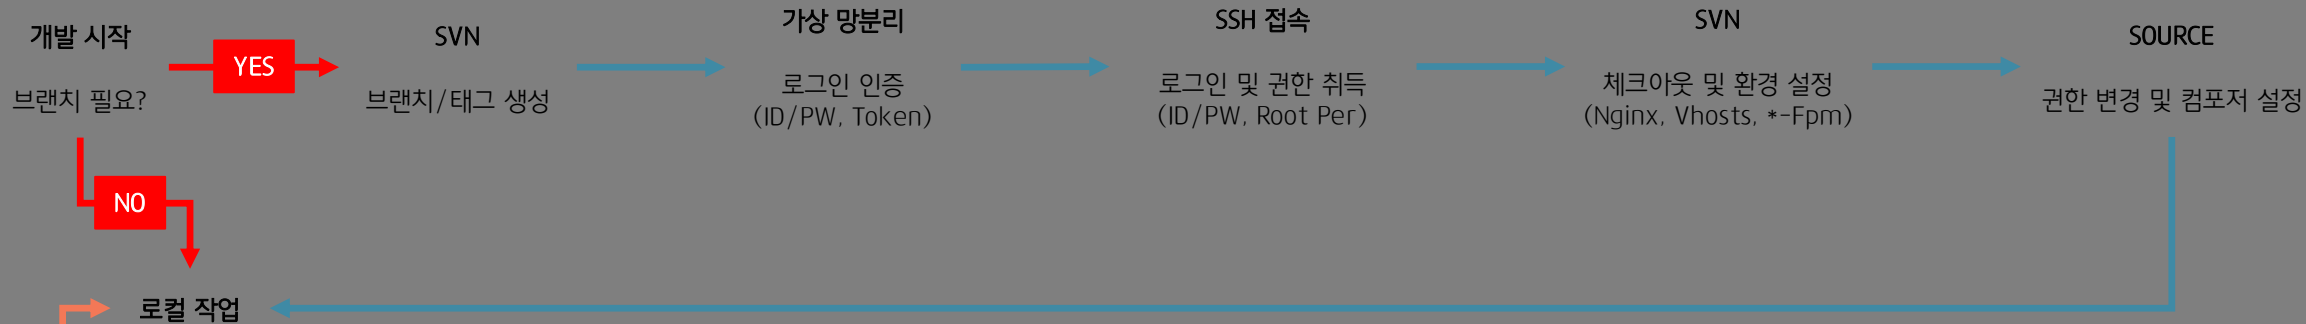 개발 시작
브랜치 필요?
YES
SVN
브랜치/태그 생성
가상 망분리
로그인 인증
(ID/PW, Token)
SSH 접속
로그인 및 권한 취득
(ID/PW, Root Per)
SVN
체크아웃 및 환경 설정
(Nginx, Vhosts, *-Fpm)
SOURCE
권한 변경 및 컴포저 설정
NO
로컬 작업